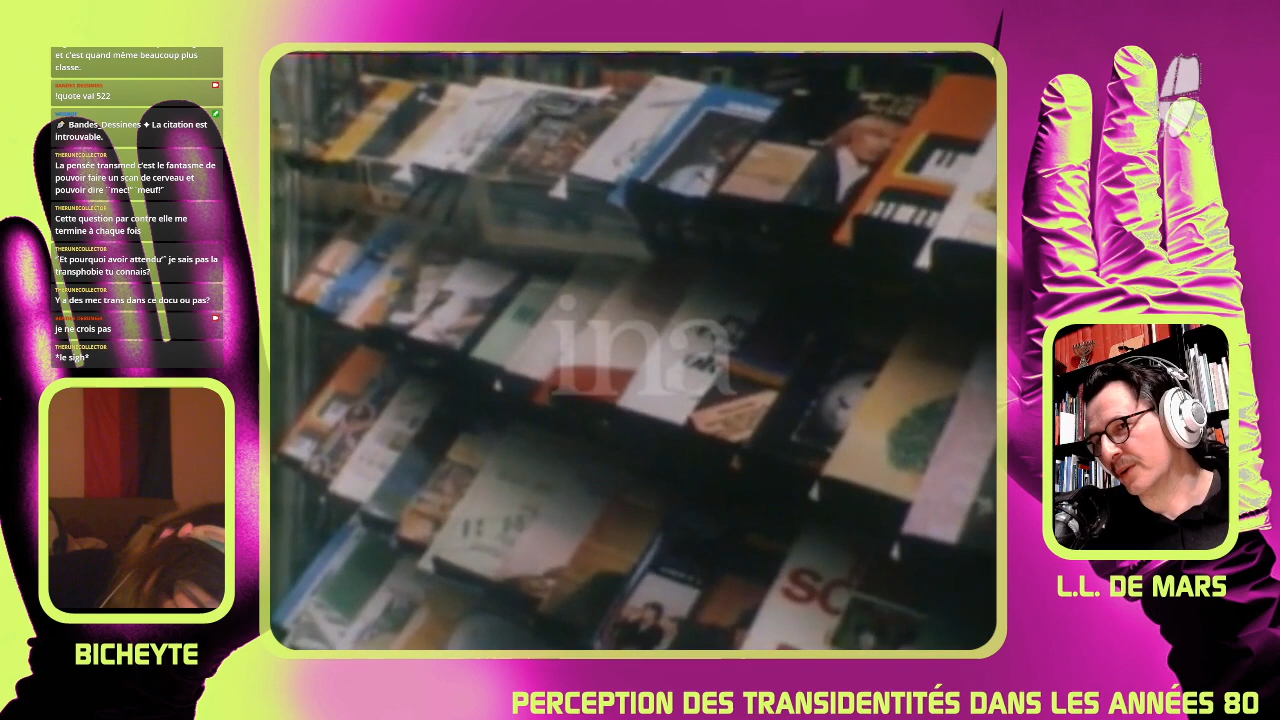 et c'est quand même beaucoup plus
classe.
BANDES_DESSINEES
!quote val 522
Bandes_Dessinees ✦ La citation est
introuvable.
THERUNECOLLECTOR
La pensée transmed c'est le fantasme de
pouvoir faire un scan de cerveau et
pouvoir dire ``mec!`` `meuf!``
THERUNECOLLECTOR
Cette question par contre elle me
termine à chaque fois
THERUNECOLLECTOR
"Et pourquoi avoir attendu" je sais pas la
transphobie tu connais?
THERUNECOLLECTOR
Y a des mec trans dans ce docu ou pas?
BANDES_DESSINEES
je ne crois pas
THERUNECOLLECTOR
*le sigh*
ina
BICHEYTE
L.L. DE MARS
PERCEPTION DES TRANSIDENTITÉS DANS LES ANNÉES 80